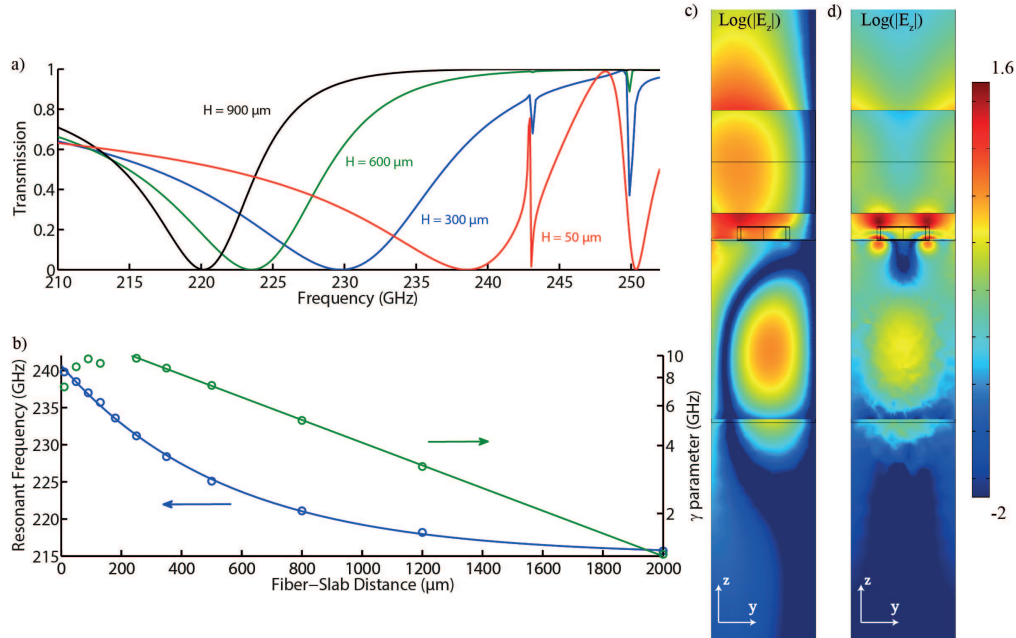 a)
Transmission
1
0.8
0.6
0.4
0.2
0
H = 900 μm
H = 600 μm
H = 300 μm
H = 50 μm
210 215 220 225 230 235 240 245 250
Frequency (GHz)
b)
Resonant Frequency (GHz)
240
235
230
225
220
215
10
8
6
4
2
γ parameter (GHz)
0 200 400 600 800 1000 1200 1400 1600 1800 2000
Fiber−Slab Distance (μm)
c)
Log(|E_z|)
z
y
d)
Log(|E_z|)
z
y
1.6
-2